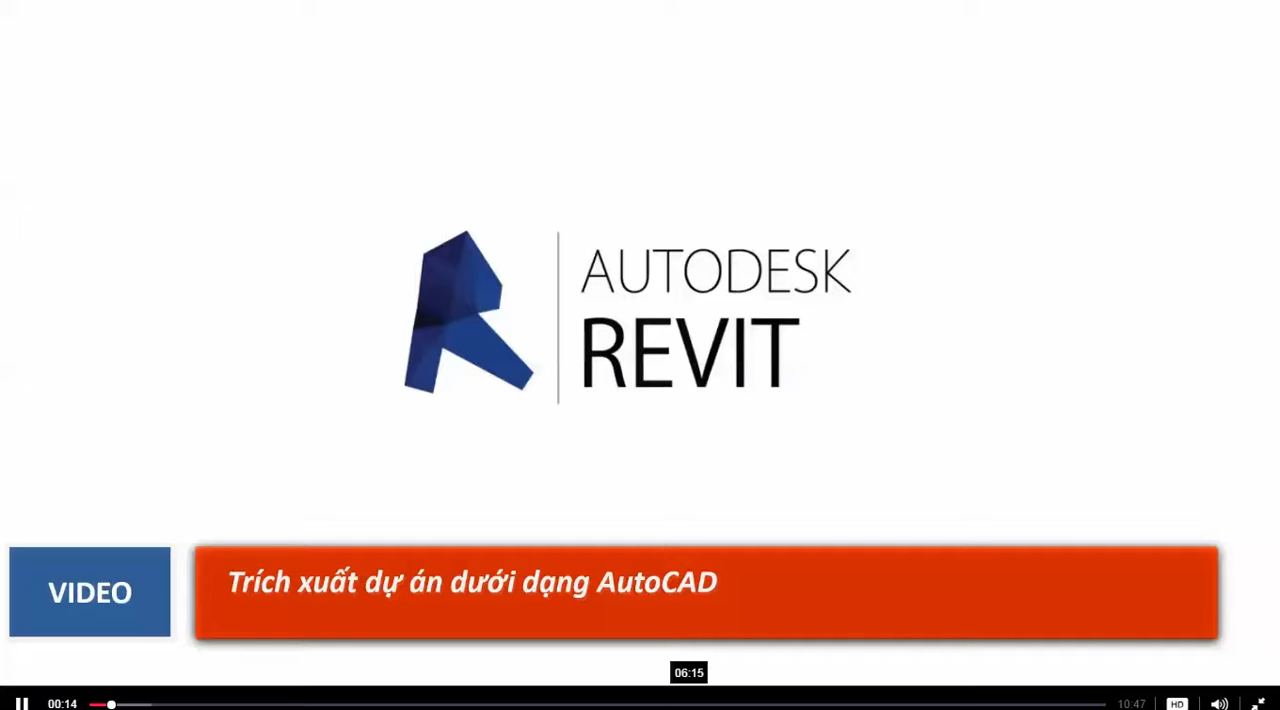 AUTODESK
REVIT
VIDEO
Trích xuất dự án dưới dạng AutoCAD
06:15
00:14
10:47
HD